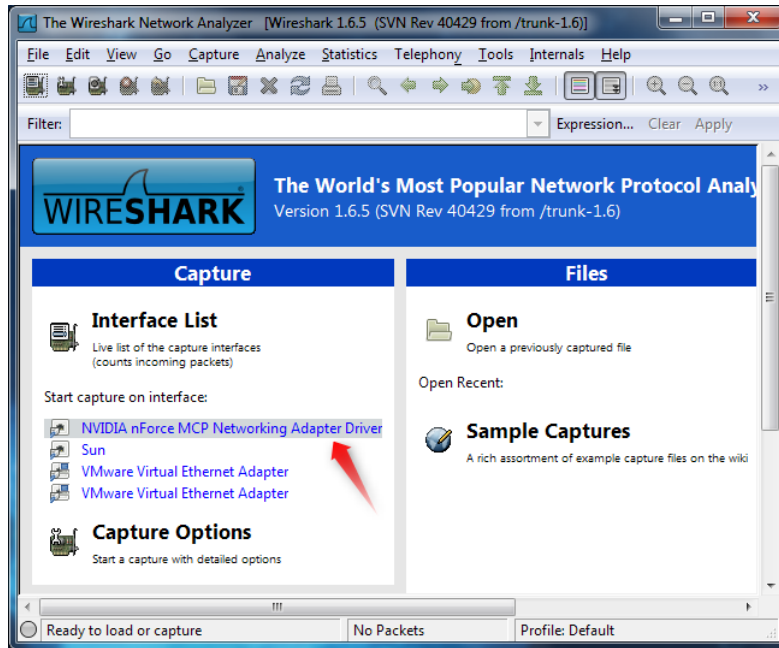 The Wireshark Network Analyzer [Wireshark 1.6.5 (SVN Rev 40429 from /trunk-1.6)]
File Edit View Go Capture Analyze Statistics Telephony Tools Internals Help
Filter: Expression... Clear Apply
WIRESHARK
The World's Most Popular Network Protocol Analy
Version 1.6.5 (SVN Rev 40429 from /trunk-1.6)
Capture
Interface List
Live list of the capture interfaces
(counts incoming packets)
Start capture on interface:
NVIDIA nForce MCP Networking Adapter Driver
Sun
VMware Virtual Ethernet Adapter
VMware Virtual Ethernet Adapter
Capture Options
Start a capture with detailed options
Files
Open
Open a previously captured file
Open Recent:
Sample Captures
A rich assortment of example capture files on the wiki
Ready to load or capture No Packets Profile: Default